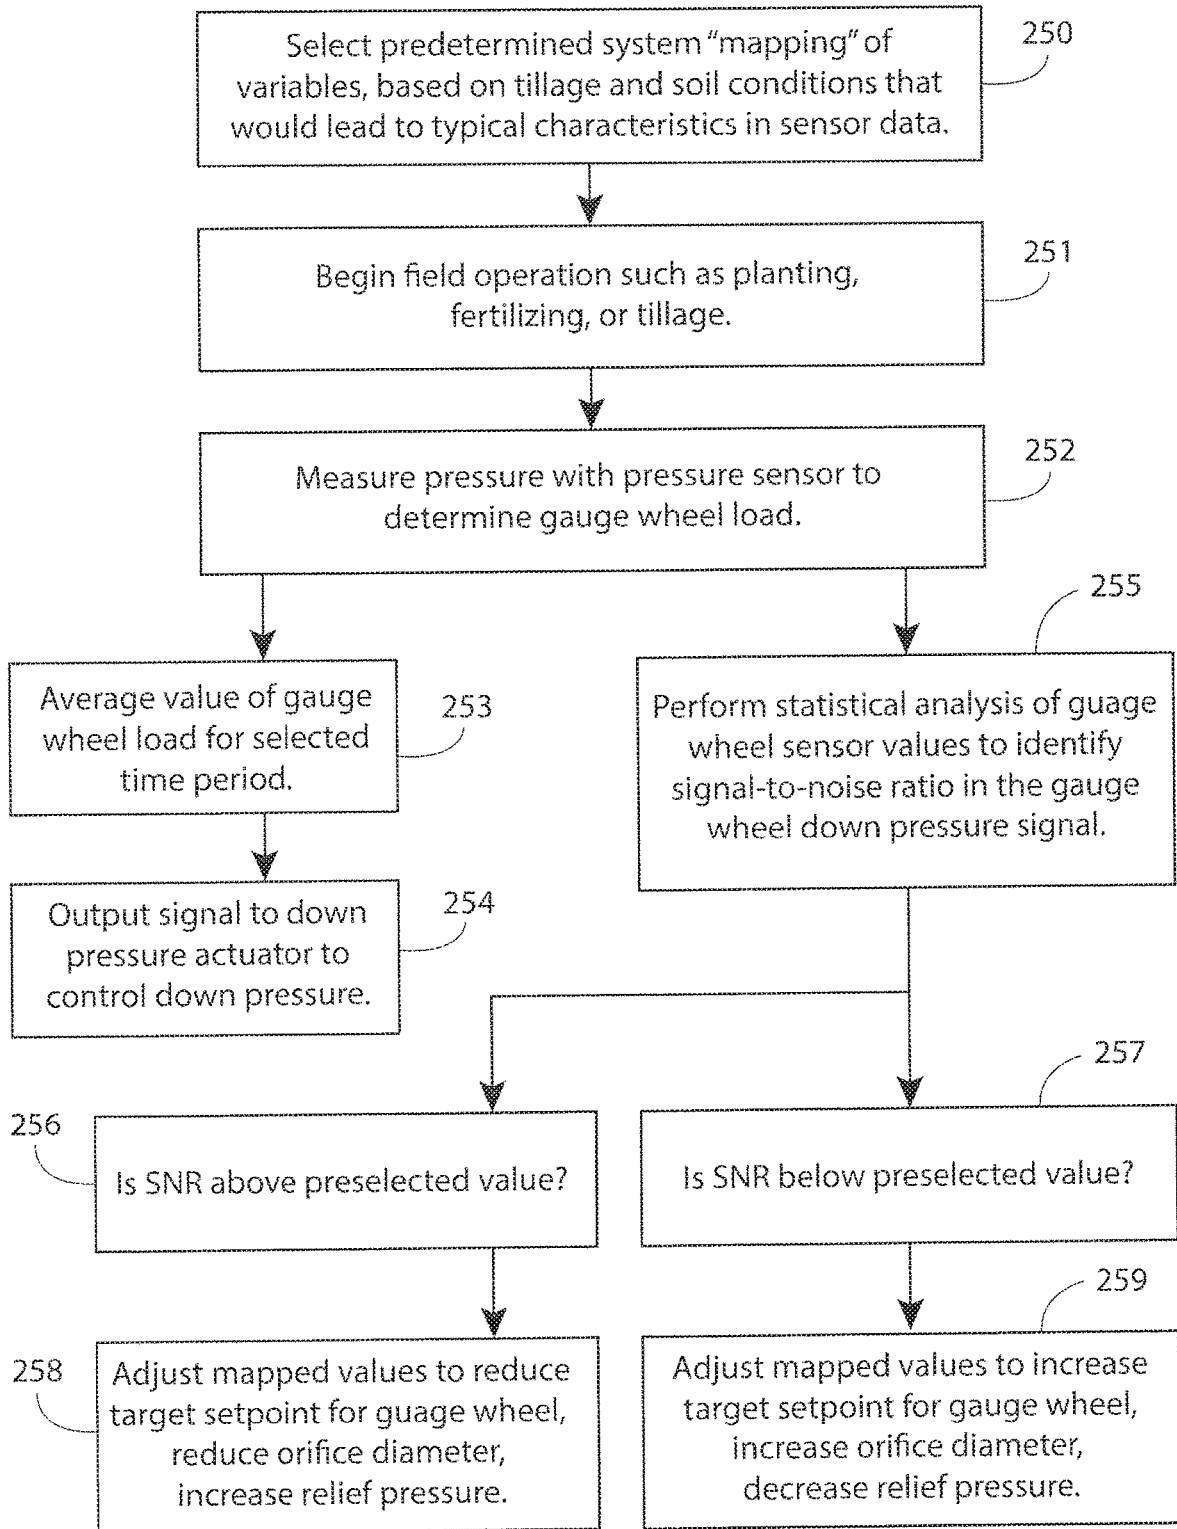 Select predetermined system “mapping” of
variables, based on tillage and soil conditions that
would lead to typical characteristics in sensor data.
250
Begin field operation such as planting,
fertilizing, or tillage.
251
Measure pressure with pressure sensor to
determine gauge wheel load.
252
Average value of gauge
wheel load for selected
time period.
253
Output signal to down
pressure actuator to
control down pressure.
254
255
Perform statistical analysis of guage
wheel sensor values to identify
signal-to-noise ratio in the gauge
wheel down pressure signal.
256
Is SNR above preselected value?
257
Is SNR below preselected value?
258
Adjust mapped values to reduce
target setpoint for guage wheel,
reduce orifice diameter,
increase relief pressure.
259
Adjust mapped values to increase
target setpoint for gauge wheel,
increase orifice diameter,
decrease relief pressure.